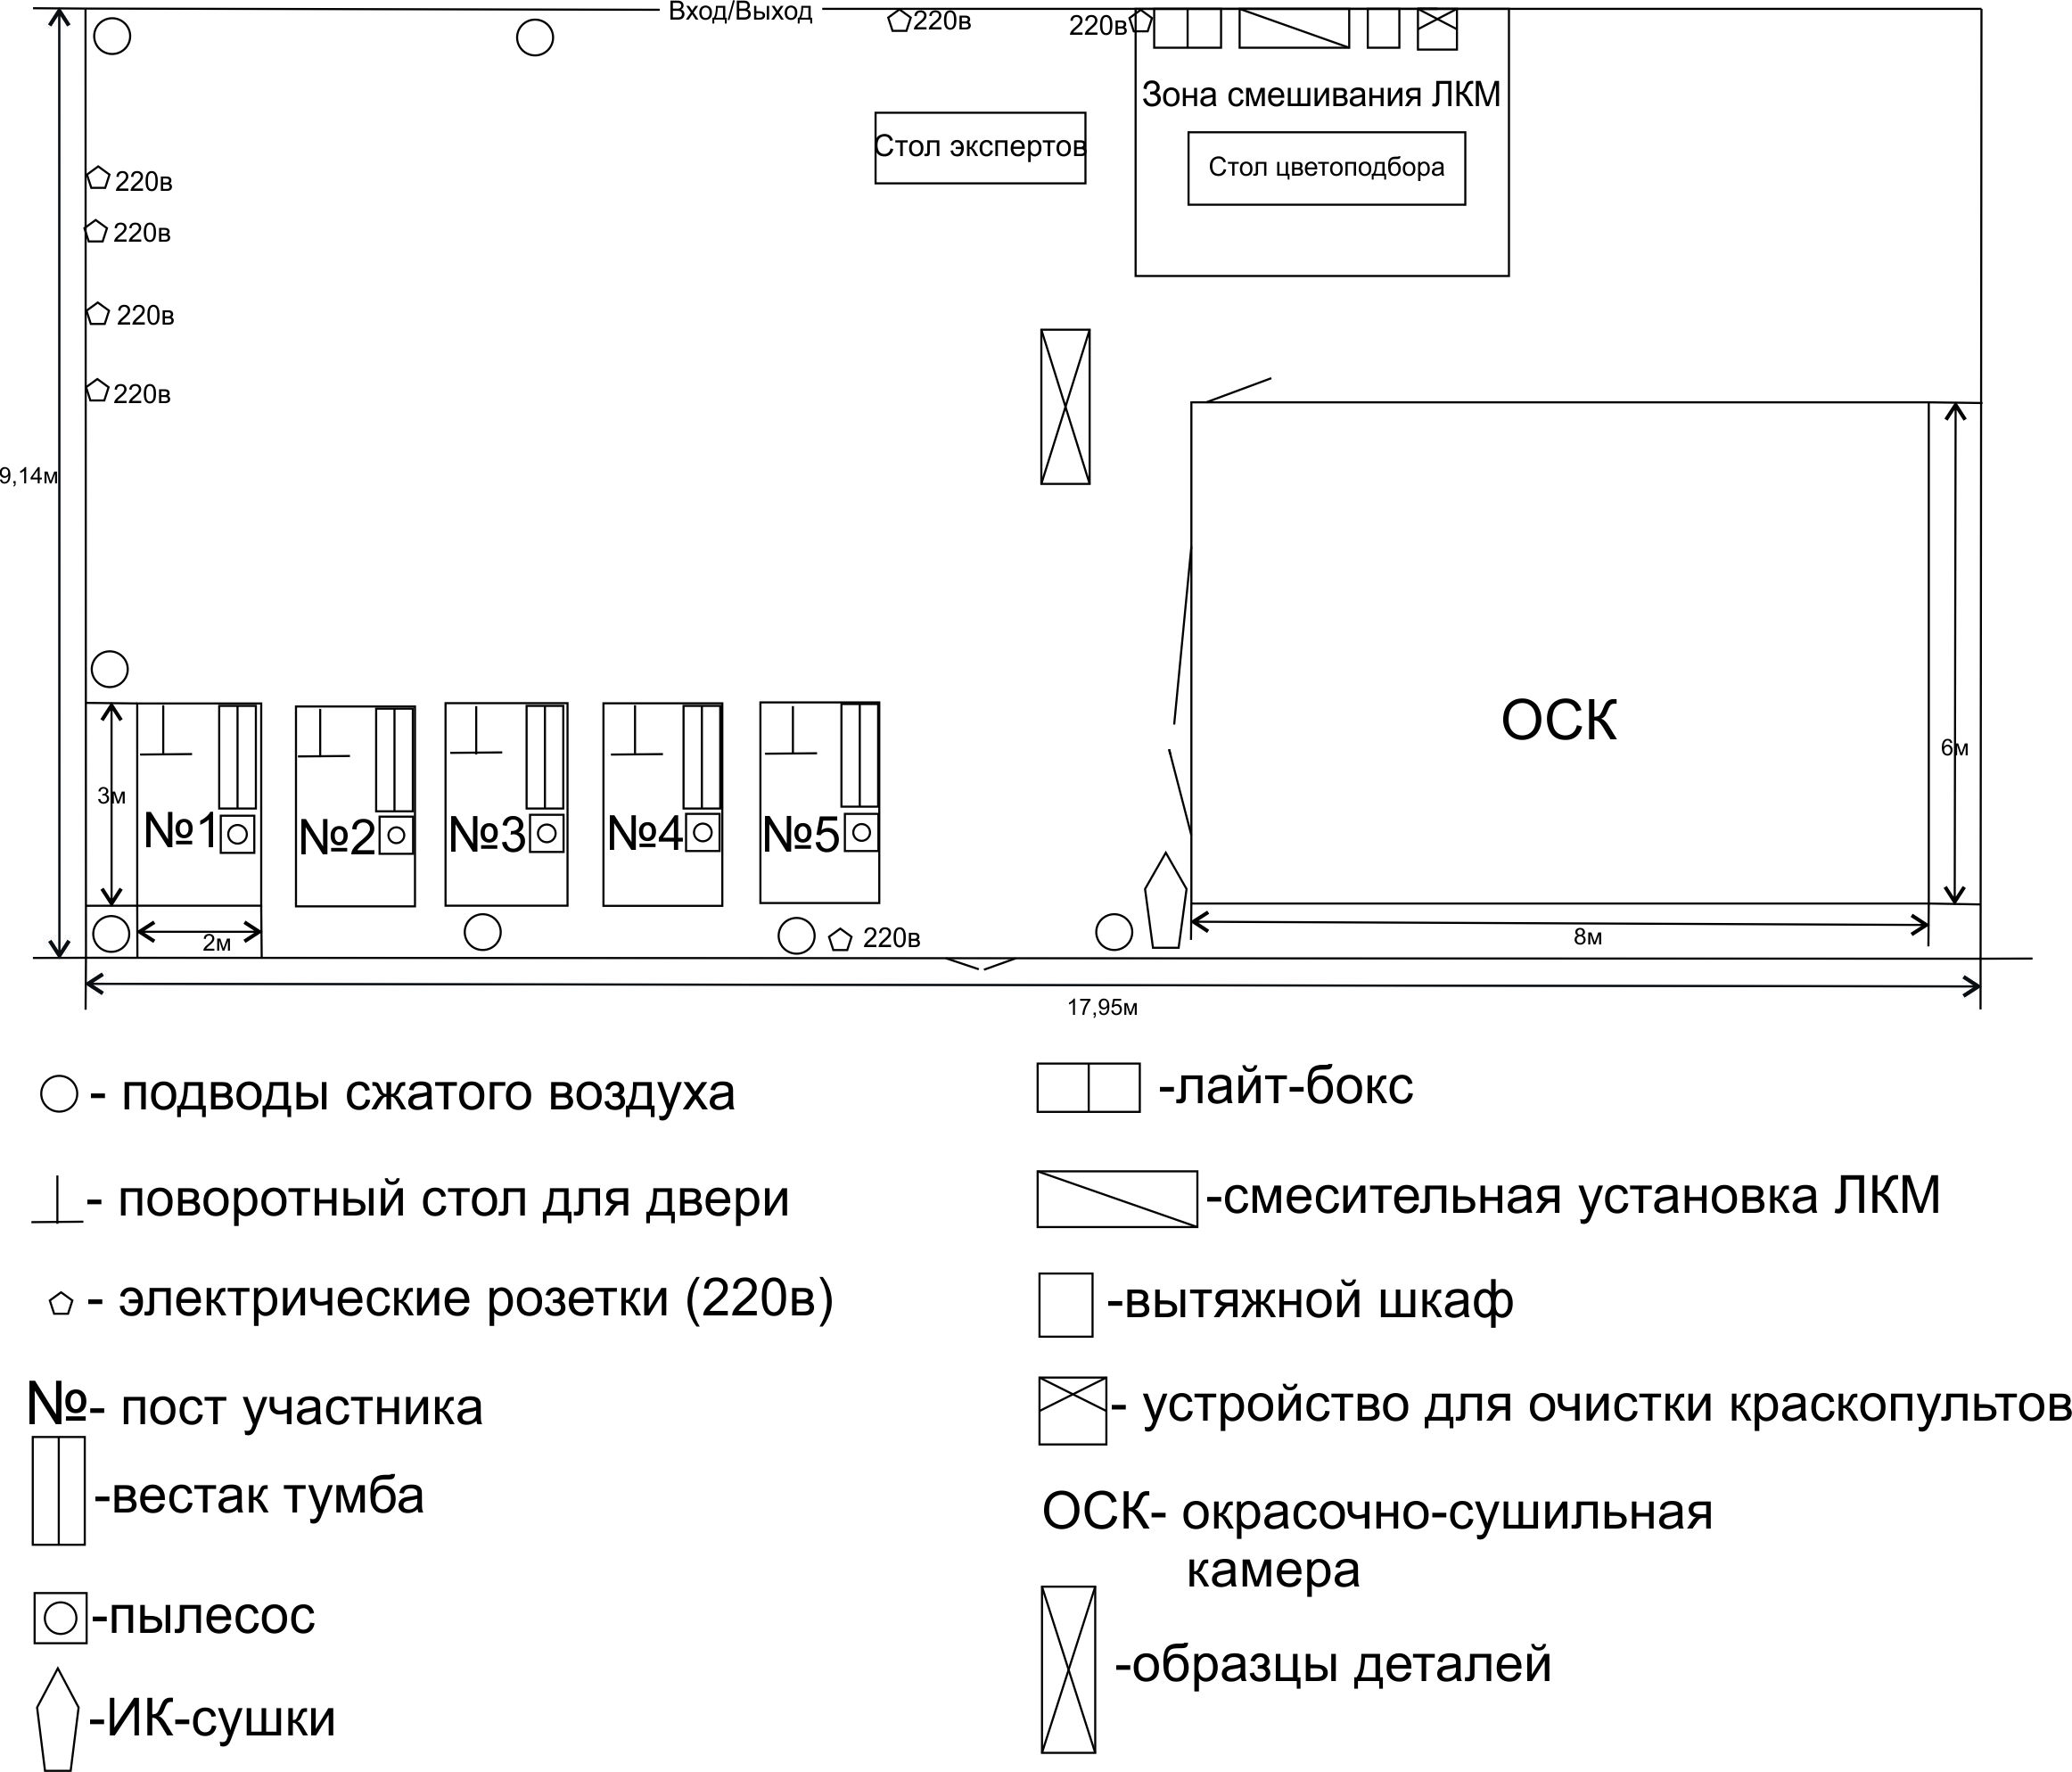 Вход/Выход
220в
220в
Зона смешивания ЛКМ
Стол экспертов
Стол цветоподбора
220в
220в
220в
220в
9,14м
ОСК
6м
3м
№1
№2
№3
№4
№5
2м
220в
8м
17,95м
- подводы сжатого воздуха
- поворотный стол для двери
- электрические розетки (220в)
№- пост участника
-вестак тумба
-пылесос
-ИК-сушки
-лайт-бокс
-смесительная установка ЛКМ
-вытяжной шкаф
- устройство для очистки краскопультов
ОСК- окрасочно-сушильная
камера
-образцы деталей